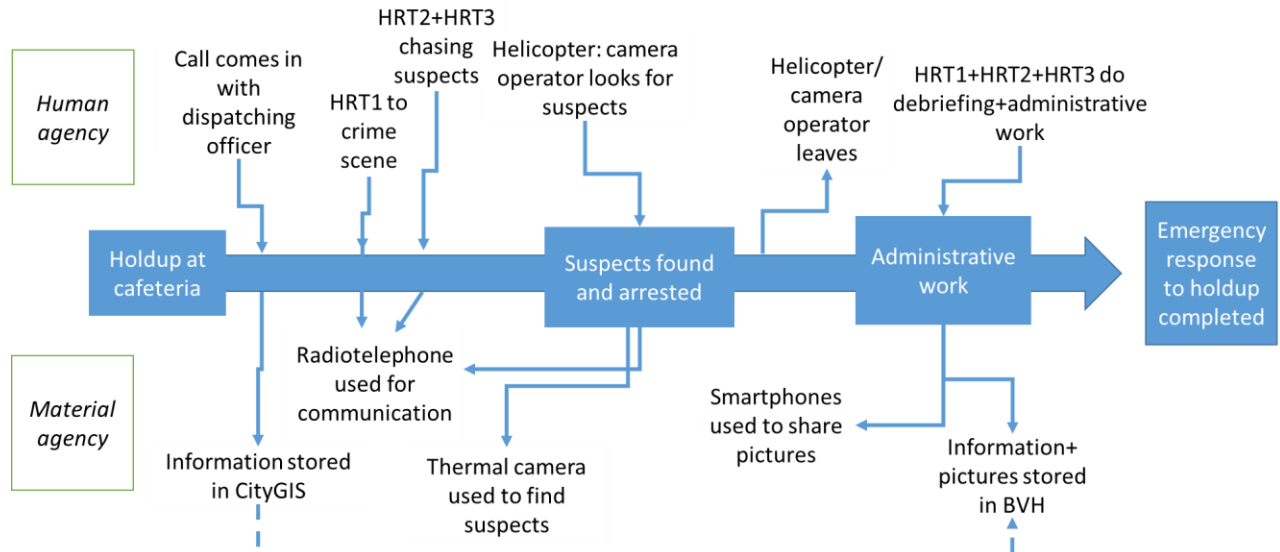 Human
agency
Call comes in
with
dispatching
officer
HRT1 to
crime
scene
HRT2+HRT3
chasing
suspects
Helicopter: camera
operator looks for
suspects
Helicopter/
camera
operator
leaves
HRT1+HRT2+HRT3 do
debriefing+administrative
work
Holdup at
cafeteria
Suspects found
and arrested
Administrative
work
Emergency
response
to holdup
completed
Material
agency
Information stored
in CityGIS
Radiotelephone
used for
communication
Thermal camera
used to find
suspects
Smartphones
used to share
pictures
Information+
pictures stored
in BVH